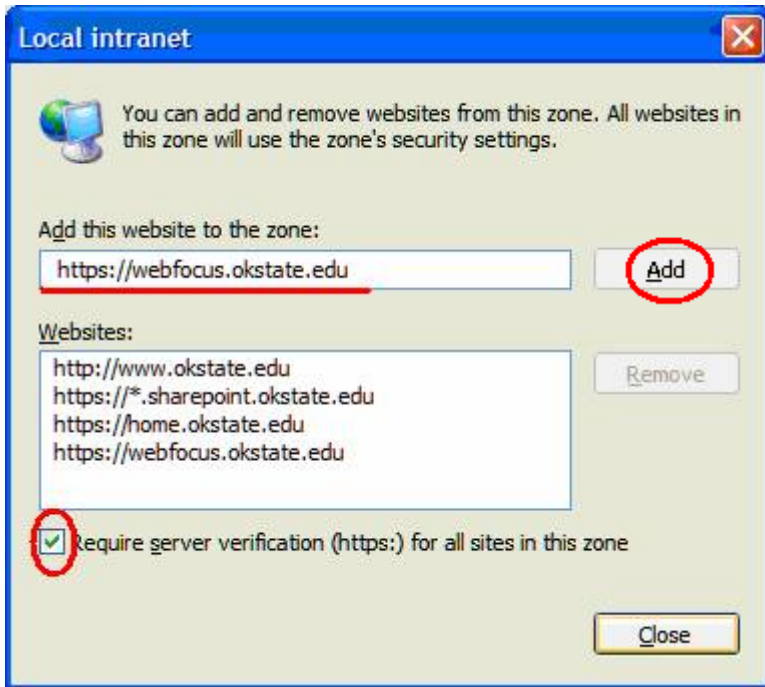 Local intranet
You can add and remove websites from this zone. All websites in
this zone will use the zone's security settings.
Add this website to the zone:
https://webfocus.okstate.edu
Add
Websites:
http://www.okstate.edu
https://*.sharepoint.okstate.edu
https://home.okstate.edu
https://webfocus.okstate.edu
Remove
Require server verification (https:) for all sites in this zone
Close